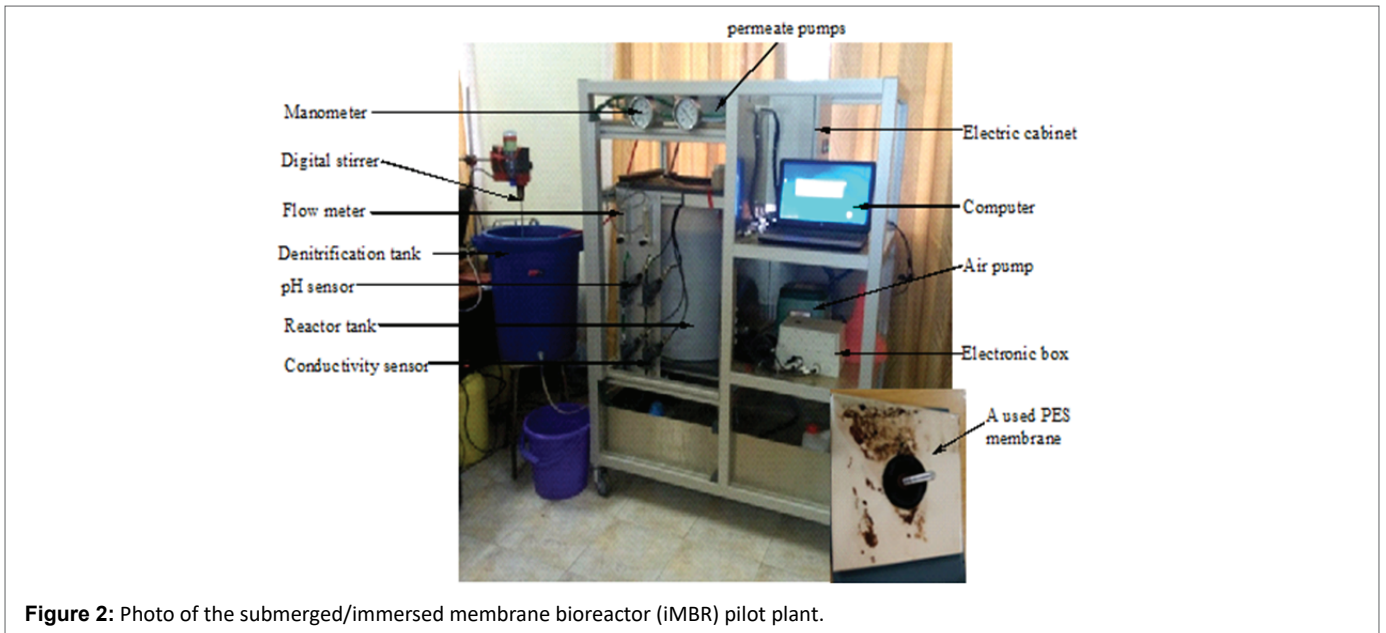 permeate pumps
Manometer
Electric cabinet
Digital stirrer
Flow meter
Computer
Denitrification tank
Air pump
pH sensor
Reactor tank
Electronic box
Conductivity sensor
A used PES
membrane
Figure 2: Photo of the submerged/immersed membrane bioreactor (iMBR) pilot plant.